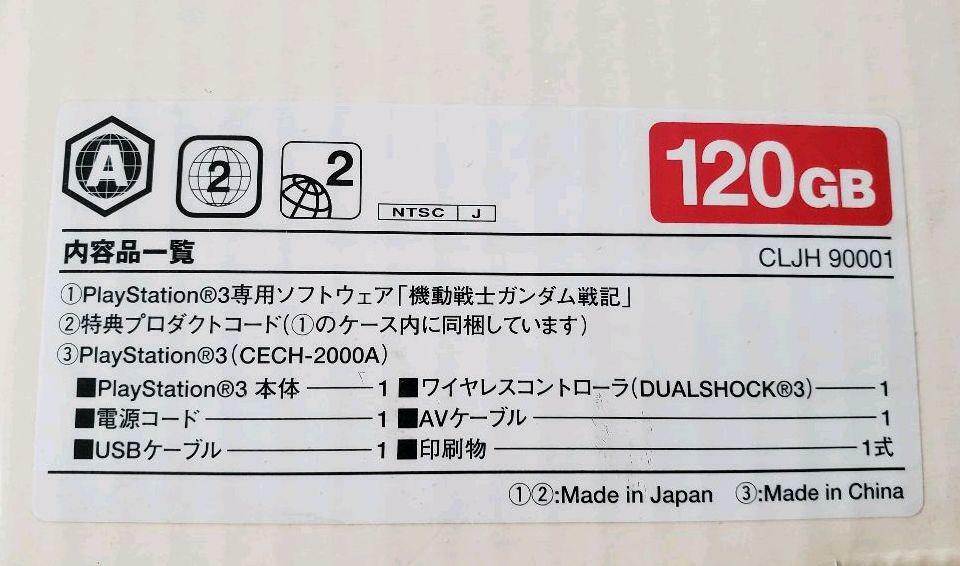 A 2 2 NTSC J 120GB
内容品一覧 CLJH 90001
①PlayStation®3専用ソフトウェア「機動戦士ガンダム戦記」
②特典プロダクトコード(①のケース内に同梱しています)
③PlayStation®3(CECH-2000A)
■PlayStation®3 本体 1 ■ワイヤレスコントローラ(DUALSHOCK®3) 1
■電源コード 1 ■AVケーブル 1
■USBケーブル 1 ■印刷物 1式
①②:Made in Japan ③:Made in China